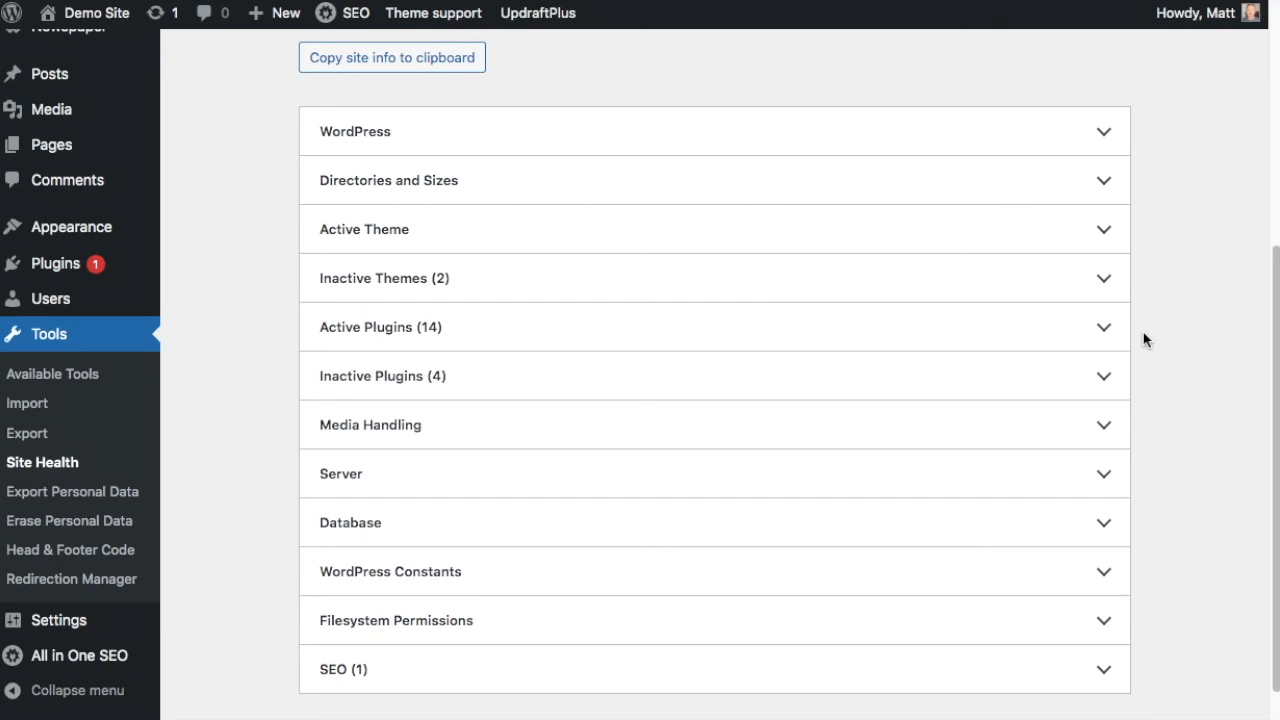 Demo Site
1
0
New
SEO
Theme support
UpdraftPlus
Howdy, Matt
Newspaper
Posts
Media
Pages
Comments
Appearance
Plugins 1
Users
Tools
Available Tools
Import
Export
Site Health
Export Personal Data
Erase Personal Data
Head & Footer Code
Redirection Manager
Settings
All in One SEO
Collapse menu
Copy site info to clipboard
WordPress
Directories and Sizes
Active Theme
Inactive Themes (2)
Active Plugins (14)
Inactive Plugins (4)
Media Handling
Server
Database
WordPress Constants
Filesystem Permissions
SEO (1)